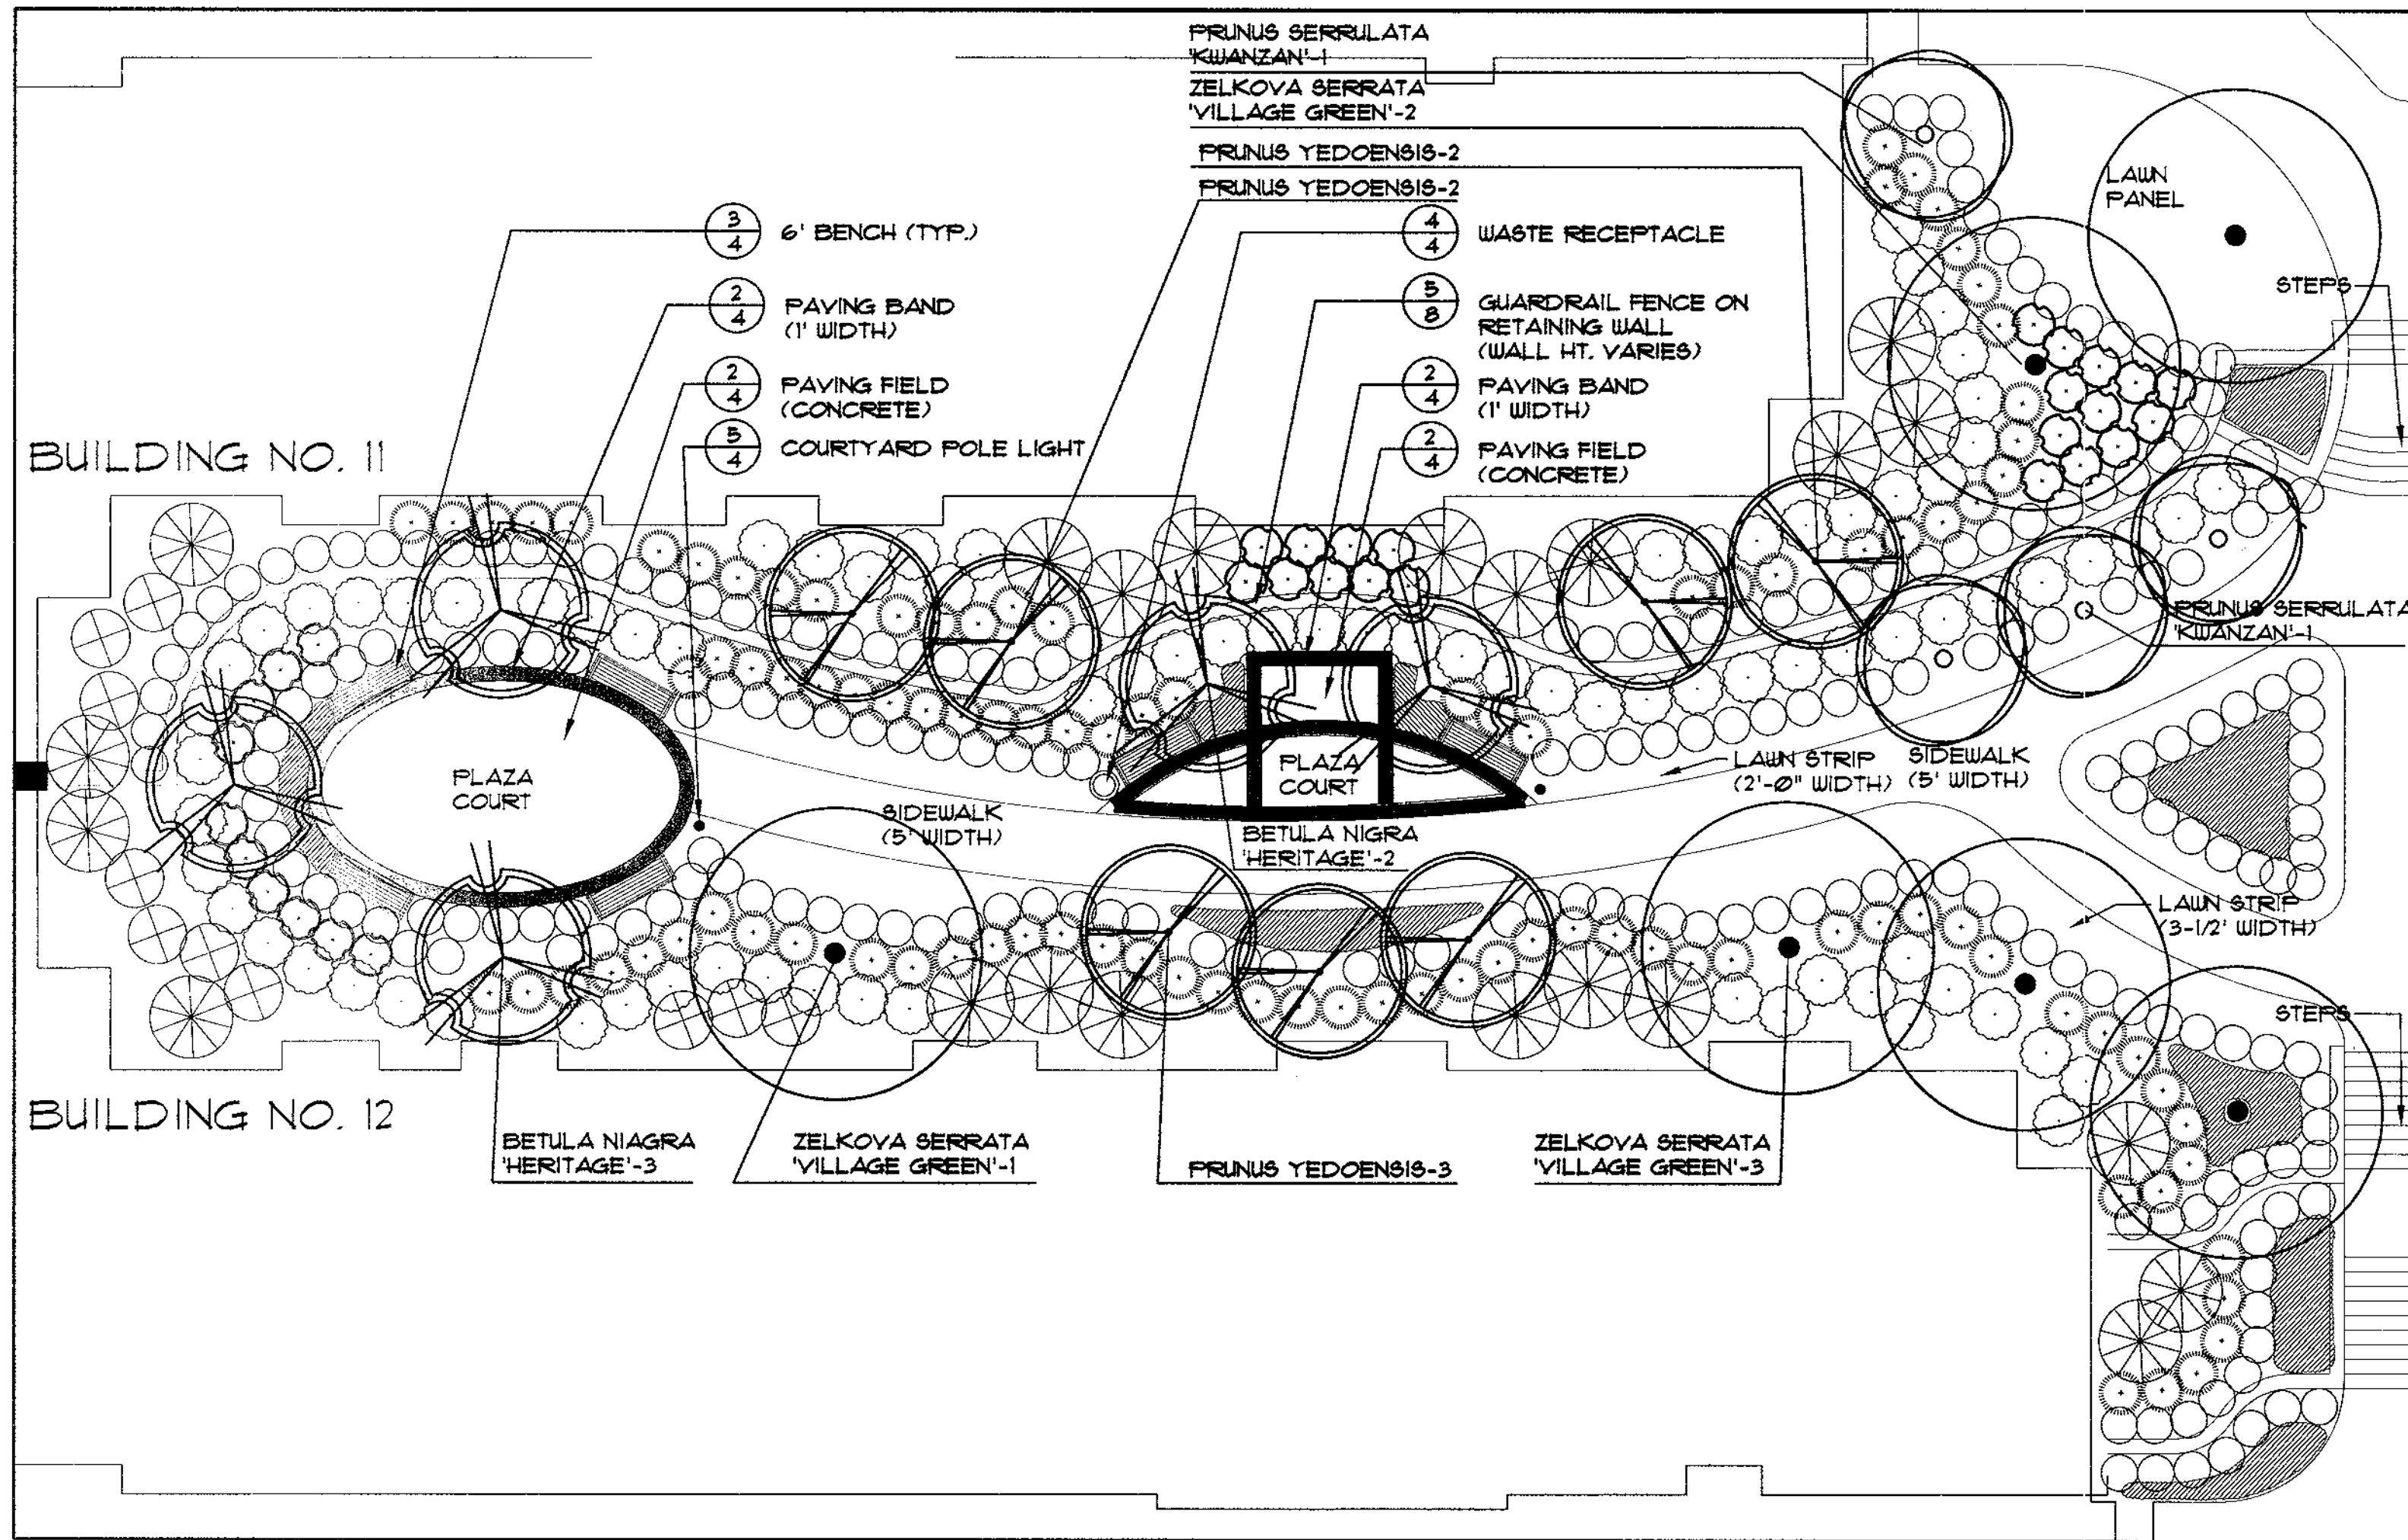 PRUNUS SERRULATA
'KWANZAN'-1
ZELKOVA SERRATA
'VILLAGE GREEN'-2
PRUNUS YEDOENSIS-2
PRUNUS YEDOENSIS-2
LAWN
PANEL
STEPS
3
4
6' BENCH (TYP.)
2
4
PAVING BAND
(1' WIDTH)
2
4
PAVING FIELD
(CONCRETE)
5
4
COURTYARD POLE LIGHT
4
4
WASTE RECEPTACLE
5
8
GUARDRAIL FENCE ON
RETAINING WALL
(WALL HT. VARIES)
2
4
PAVING BAND
(1' WIDTH)
2
4
PAVING FIELD
(CONCRETE)
BUILDING NO. 11
PRUNUS SERRULATA
'KWANZAN'-1
PLAZA
COURT
PLAZA
COURT
LAWN STRIP
(2'-0" WIDTH)
SIDEWALK
(5' WIDTH)
SIDEWALK
(5' WIDTH)
BETULA NIGRA
'HERITAGE'-2
LAWN STRIP
(3-1/2' WIDTH)
STEPS
BUILDING NO. 12
BETULA NIAGRA
'HERITAGE'-3
ZELKOVA SERRATA
'VILLAGE GREEN'-1
PRUNUS YEDOENSIS-3
ZELKOVA SERRATA
'VILLAGE GREEN'-3